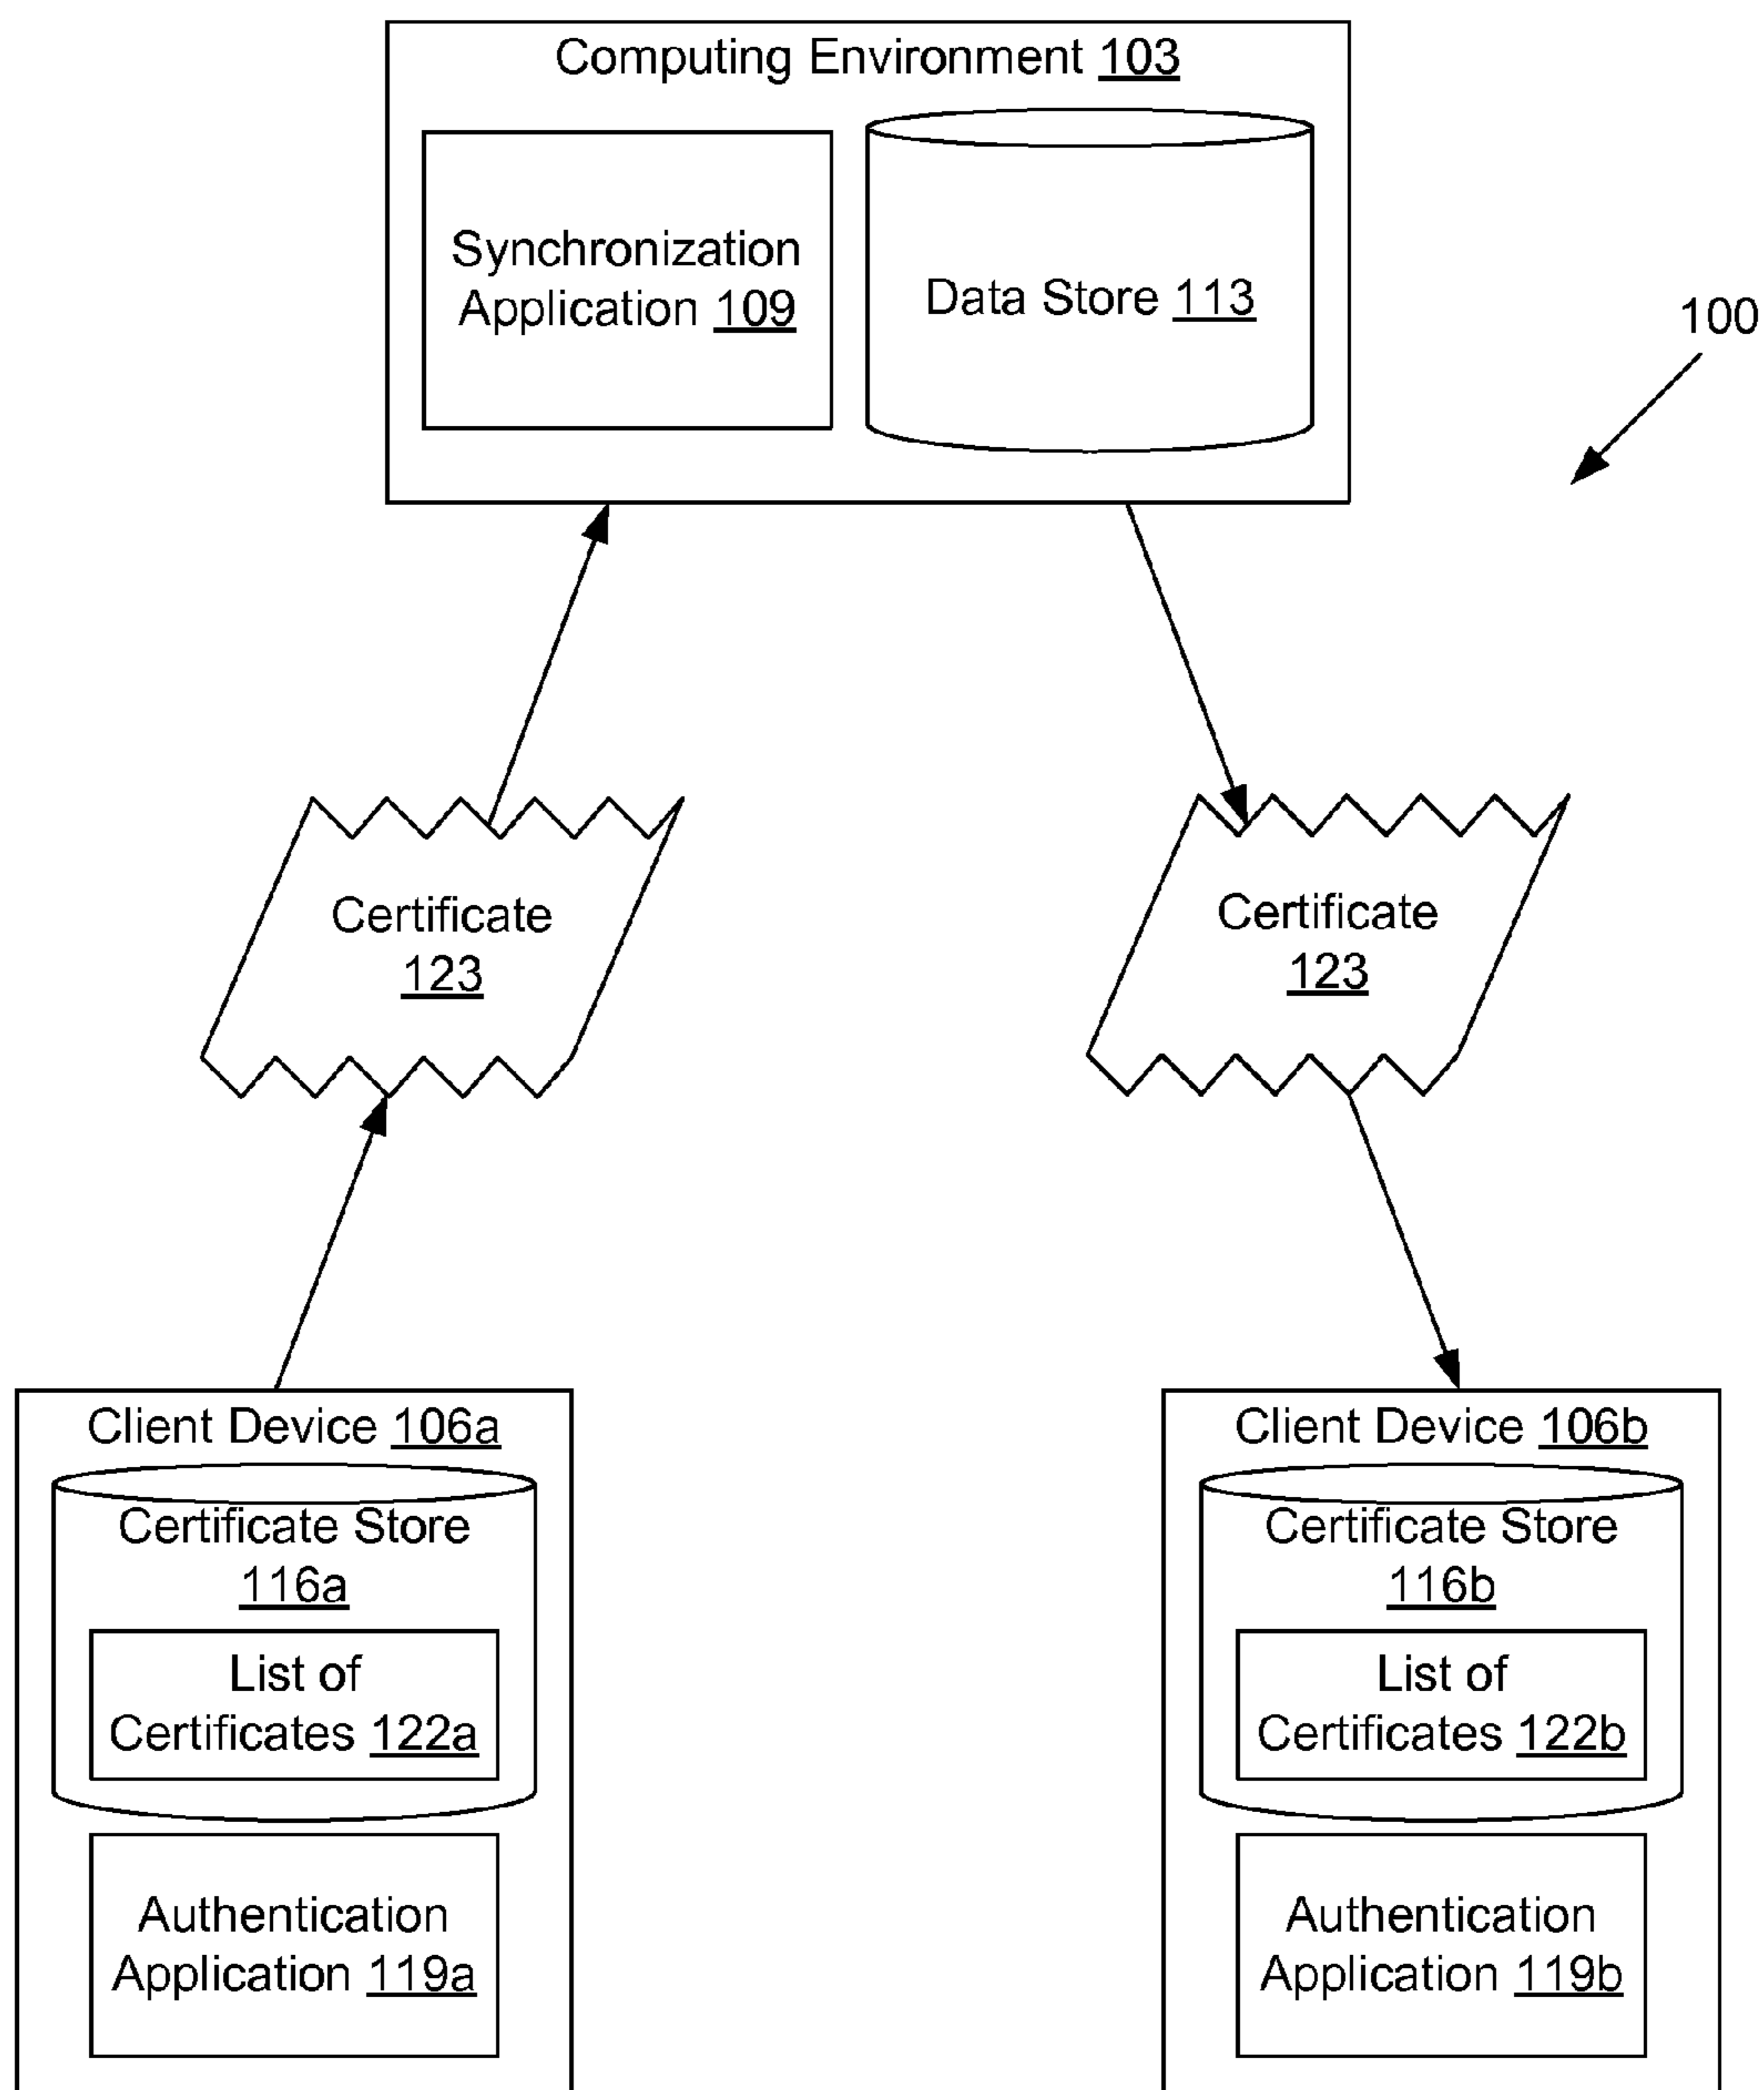 Computing Environment 103
Synchronization
Application 109
Data Store 113
100
Certificate
123
Certificate
123
Client Device 106a
Certificate Store
116a
List of
Certificates 122a
Authentication
Application 119a
Client Device 106b
Certificate Store
116b
List of
Certificates 122b
Authentication
Application 119b